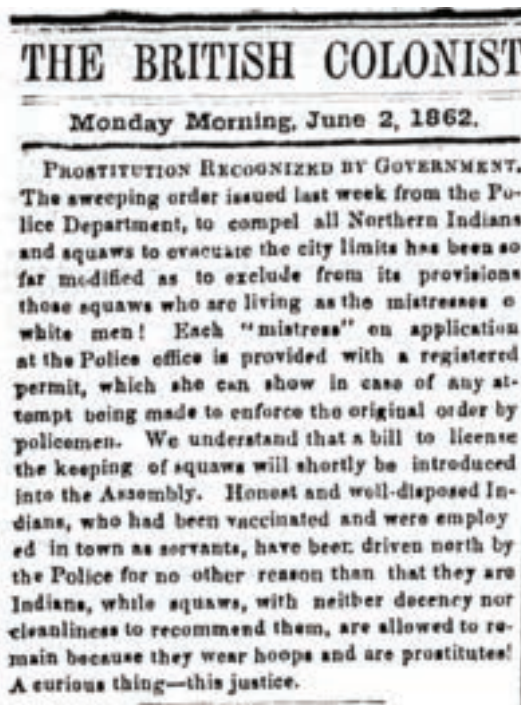 THE BRITISH COLONIST
Monday Morning, June 2, 1862.
PROSTITUTION RECOGNIZED BY GOVERNMENT.
The sweeping order issued last week from the Po-
lice Department, to compel all Northern Indians
and squaws to evacuate the city limits has been so
far modified as to exclude from its provisions
those squaws who are living as the mistresses o
white men! Each "mistress" on application
at the Police office is provided with a registered
permit, which she can show in case of any at-
tempt being made to enforce the original order by
policemen. We understand that a bill to license
the keeping of squaws will shortly be introduced
into the Assembly. Honest and well-disposed In-
dians, who had been vaccinated and were employ
ed in town as servants, have been driven north by
the Police for no other reason than that they are
Indians, while squaws, with neither decency nor
cleanliness to recommend them, are allowed to re-
main because they wear hoops and are prostitutes!
A curious thing—this justice.